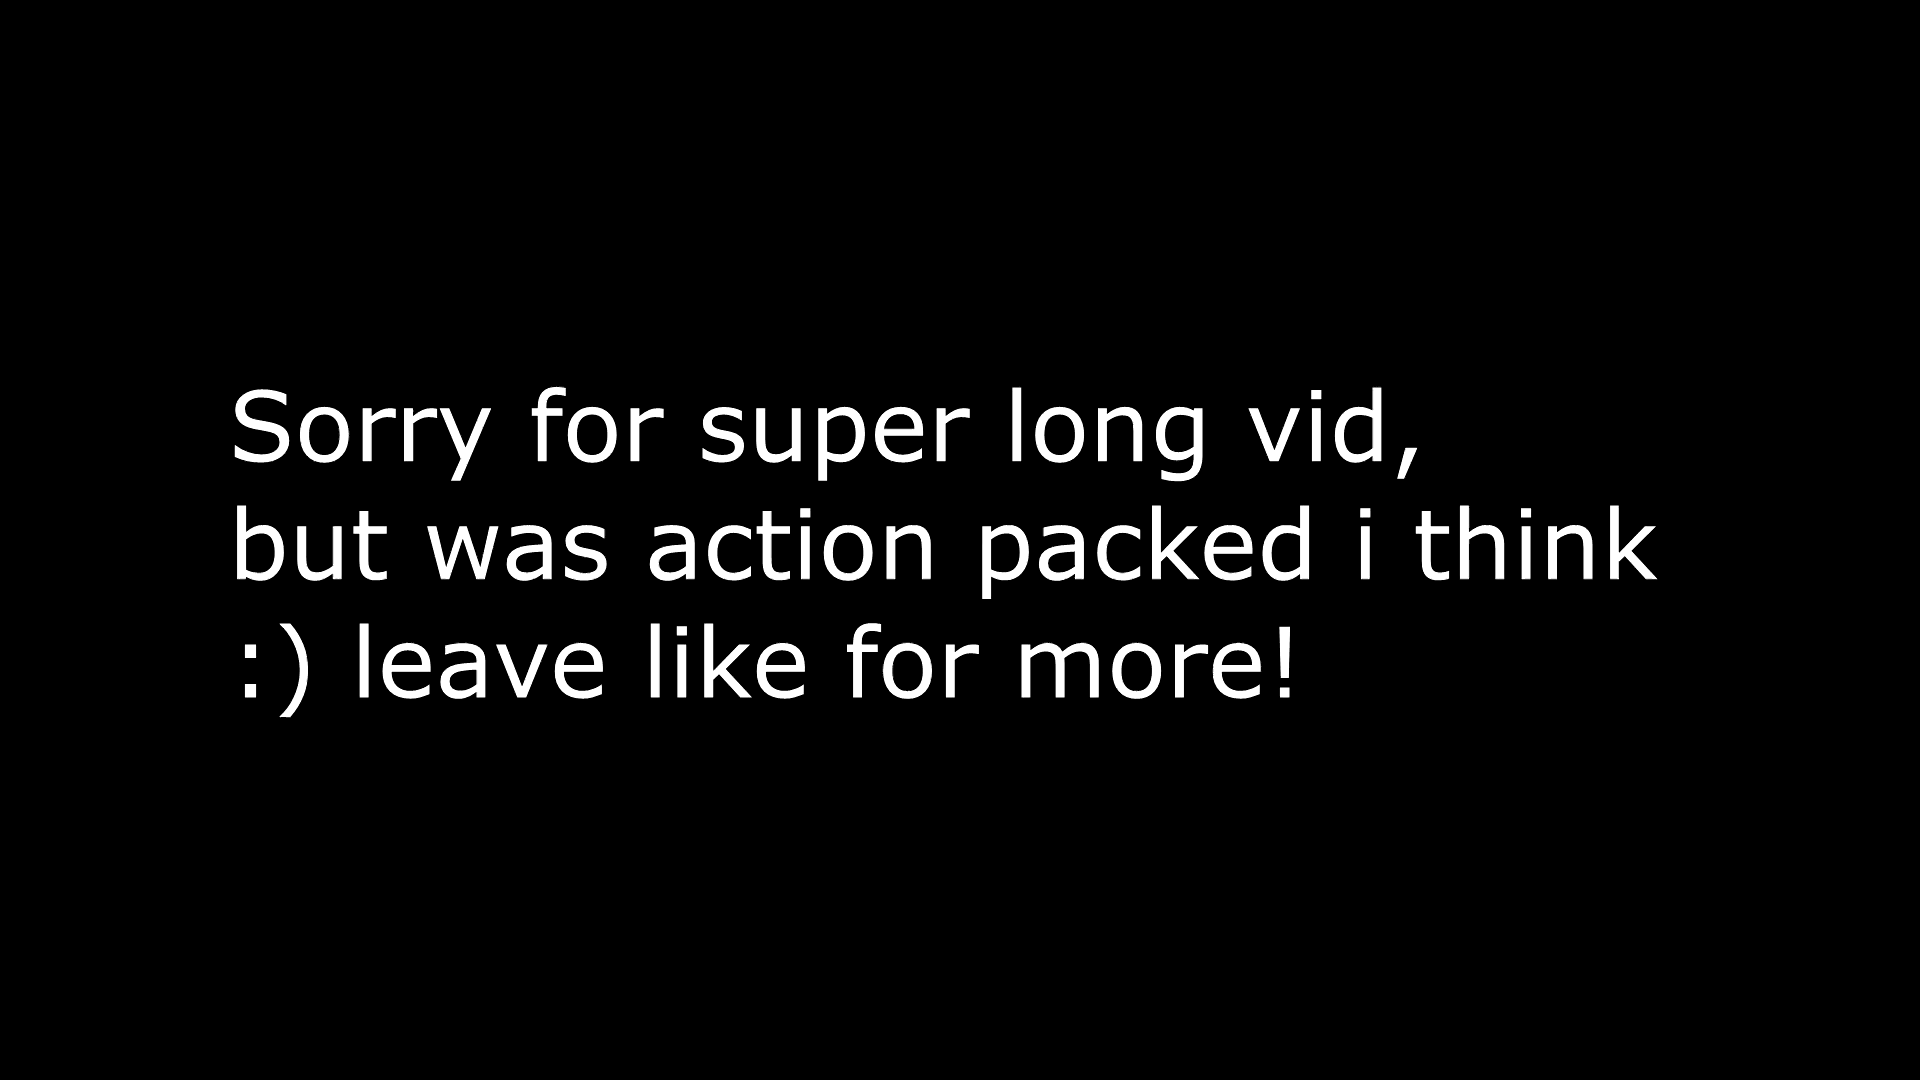 Sorry for super long vid,
but was action packed i think
:) leave like for more!